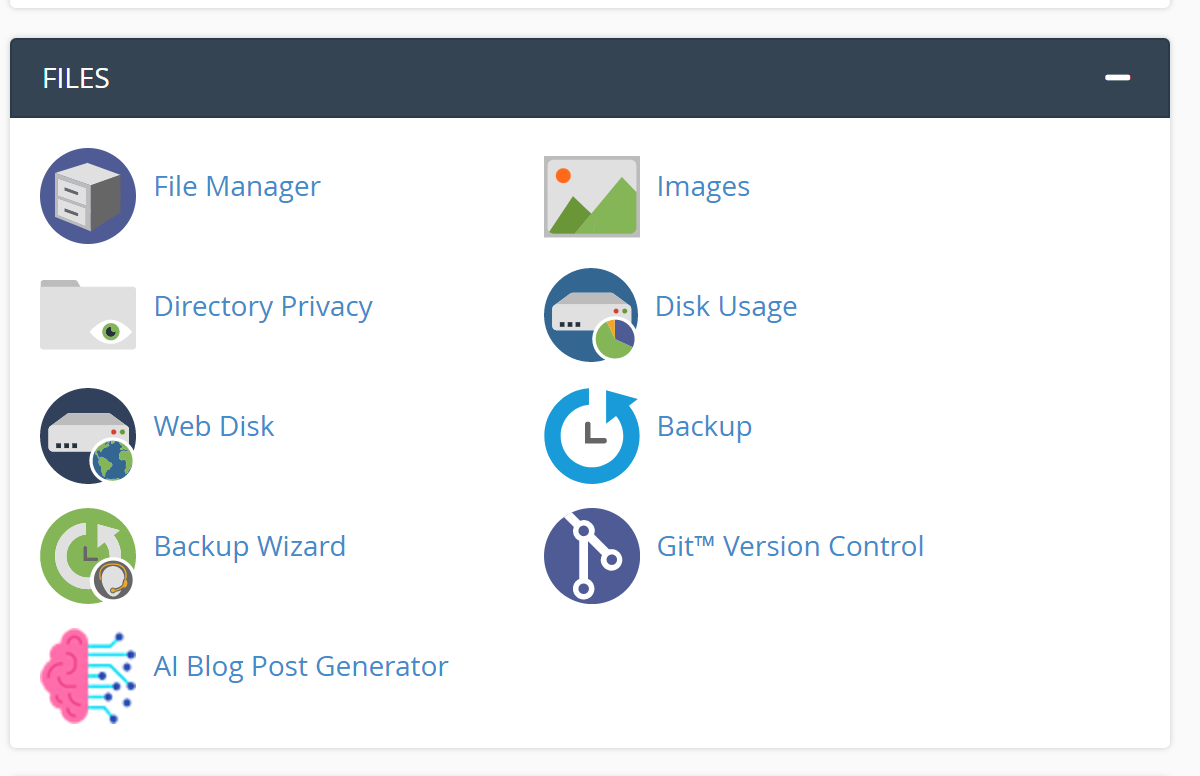 FILES
File Manager
Images
Directory Privacy
Disk Usage
Web Disk
Backup
Backup Wizard
Git™ Version Control
AI Blog Post Generator